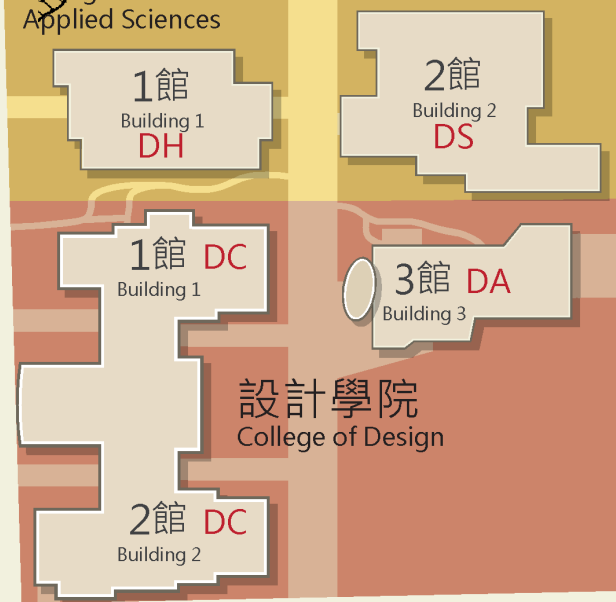 Applied Sciences
1館
Building 1
DH
2館
Building 2
DS
1館 DC
Building 1
3館 DA
Building 3
設計學院
College of Design
2館 DC
Building 2